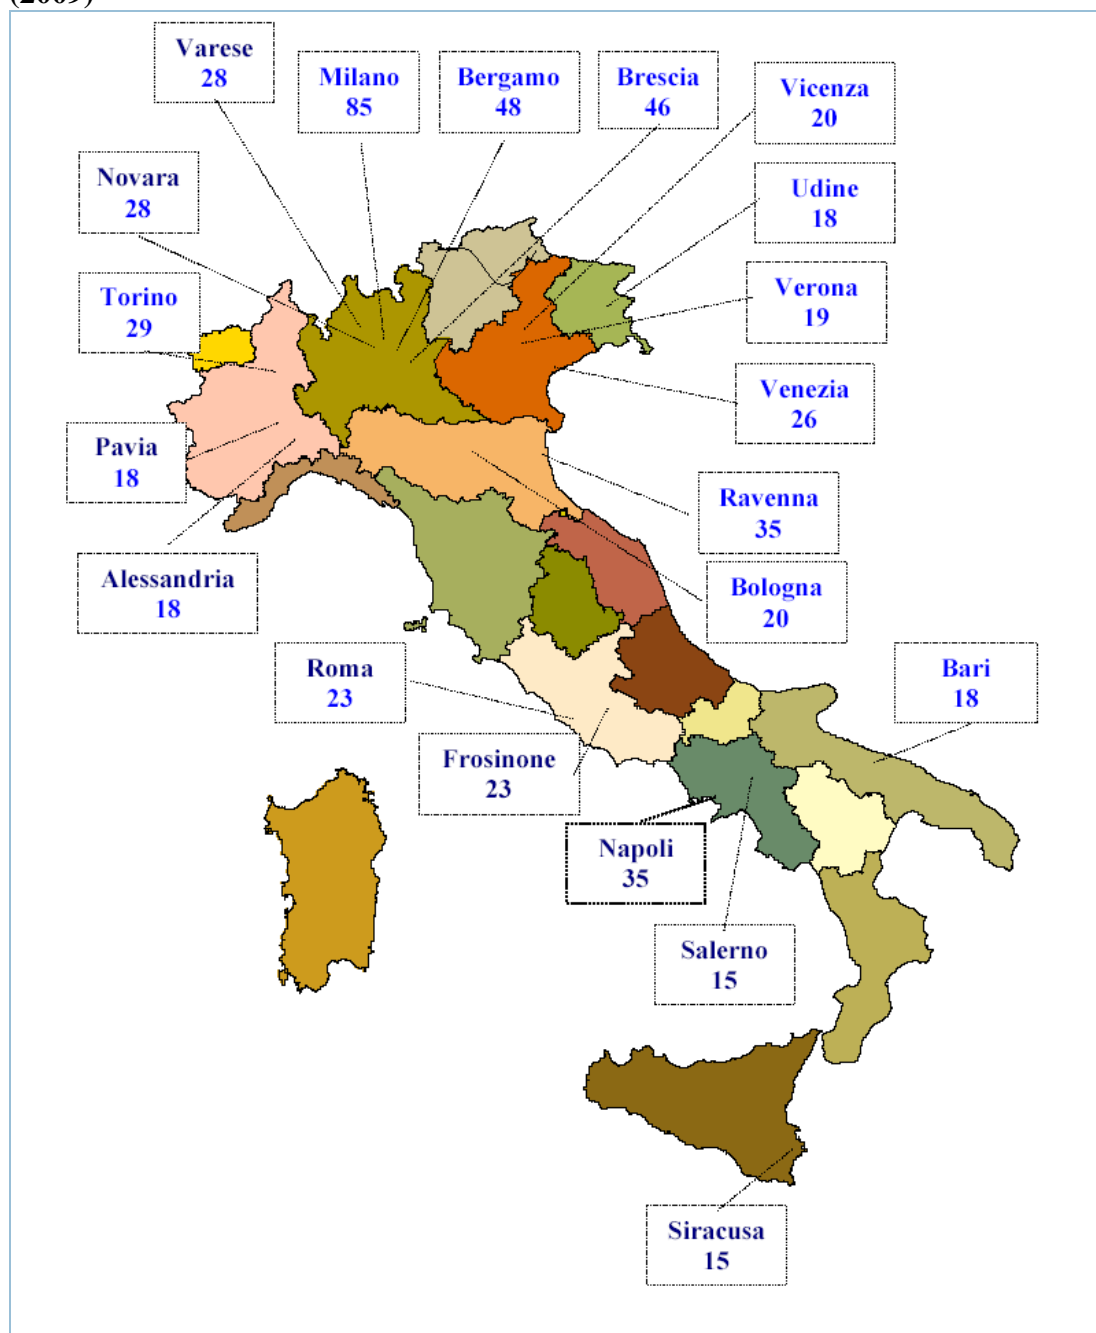 (2009)
Varese
28
Milano
85
Bergamo
48
Brescia
46
Vicenza
20
Novara
28
Udine
18
Torino
29
Verona
19
Venezia
26
Pavia
18
Ravenna
35
Alessandria
18
Bologna
20
Roma
23
Bari
18
Frosinone
23
Napoli
35
Salerno
15
Siracusa
15